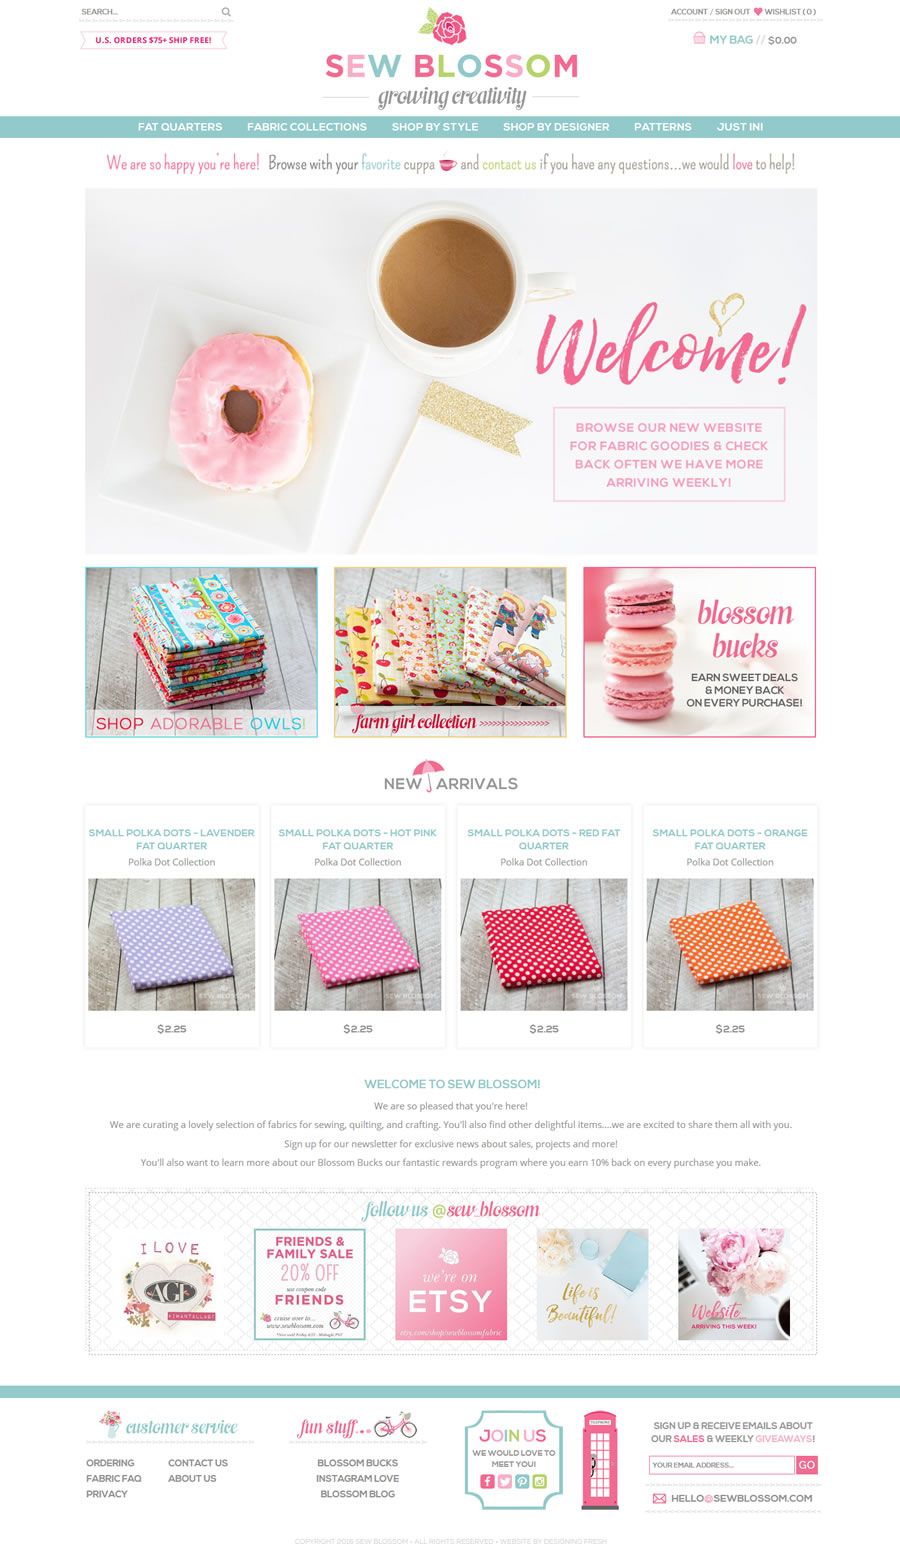 SEARCH...
U.S. ORDERS $75+ SHIP FREE!
SEW BLOSSOM
growing creativity
ACCOUNT / SIGN OUT WISHLIST ( 0 )
MY BAG // $0.00
FAT QUARTERS FABRIC COLLECTIONS SHOP BY STYLE SHOP BY DESIGNER PATTERNS JUST IN!
We are so happy you're here! Browse with your favorite cuppa and contact us if you have any questions...we would love to help!
Welcome!
BROWSE OUR NEW WEBSITE
FOR FABRIC GOODIES & CHECK
BACK OFTEN WE HAVE MORE
ARRIVING WEEKLY!
SHOP ADORABLE OWLS!
farm girl collection >>>>>>>>>>>>>>>>
blossom
bucks
EARN SWEET DEALS
& MONEY BACK
ON EVERY PURCHASE!
NEW ARRIVALS
SMALL POLKA DOTS - LAVENDER
FAT QUARTER
Polka Dot Collection
SEW BLOSSOM
$2.25
SMALL POLKA DOTS - HOT PINK
FAT QUARTER
Polka Dot Collection
SEW BLOSSOM
$2.25
SMALL POLKA DOTS - RED FAT
QUARTER
Polka Dot Collection
SEW BLOSSOM
$2.25
SMALL POLKA DOTS - ORANGE
FAT QUARTER
Polka Dot Collection
SEW BLOSSOM
$2.25
WELCOME TO SEW BLOSSOM!
We are so pleased that you're here!
We are curating a lovely selection of fabrics for sewing, quilting, and crafting. You'll also find other delightful items....we are excited to share them all with you.
Sign up for our newsletter for exclusive news about sales, projects and more!
You'll also want to learn more about our Blossom Bucks our fantastic rewards program where you earn 10% back on every purchase you make.
follow us @sew_blossom
I LOVE
AGF
#IWANTALLAGF
FRIENDS &
FAMILY SALE
20% OFF
use coupon code
FRIENDS
cruise over to...
www.sewblossom.com
we're on
ETSY
etsy.com/shop/sewblossomfabric
Life is
Beautiful!
Website...
ARRIVING THIS WEEK!
customer service
ORDERING
FABRIC FAQ
PRIVACY
CONTACT US
ABOUT US
fun stuff...
BLOSSOM BUCKS
INSTAGRAM LOVE
BLOSSOM BLOG
JOIN US
WE WOULD LOVE TO
MEET YOU!
TELEPHONE
SIGN UP & RECEIVE EMAILS ABOUT
OUR SALES & WEEKLY GIVEAWAYS!
YOUR EMAIL ADDRESS... GO
HELLO@SEWBLOSSOM.COM
COPYRIGHT 2016 SEW BLOSSOM • ALL RIGHTS RESERVED • WEBSITE BY DESIGNING FRESH